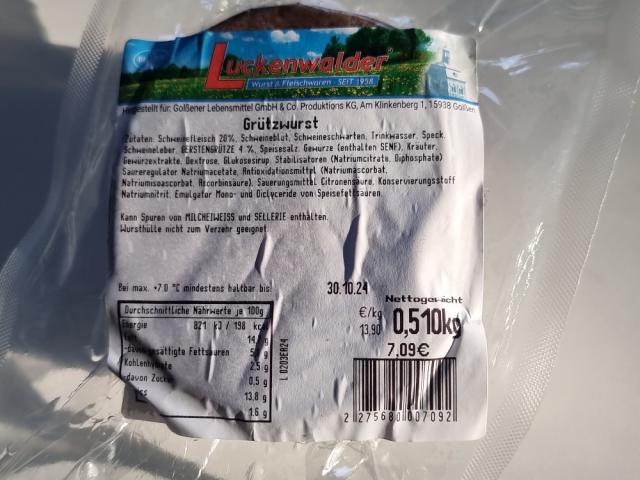 Luckenwalder
Wurst & Fleischwaren · SEIT 1958
Hergestellt für: Golßener Lebensmittel GmbH & Co. Produktions KG, Am Klinkenberg 1, 15938 Golßen
Grützwurst
Zutaten: Schweinefleisch 20%, Schweineblut, Schweineschwarten, Trinkwasser, Speck,
Schweineleber, GERSTENGRÜTZE 4 %, Speisesalz, Gewürze (enthalten SENF), Kräuter,
Gewürzextrakte, Dextrose, Glukosesirup, Stabilisatoren (Natriumcitrate, Diphosphate)
Säureregulator Natriumacetate, Antioxidationsmittel (Natriumascorbat,
Natriumisoascorbat, Ascorbinsäure), Säuerungsmittel Citronensäure, Konservierungsstoff
Natriumnitrit, Emulgator Mono- und Diglyceride von Speisefettsäuren.
Kann Spuren von MILCHEIWEISS und SELLERIE enthalten.
Wursthülle nicht zum Verzehr geeignet.
Bei max. +7.0 °C mindestens haltbar bis: 30.10.24
Nettogewicht
€/kg
13,90 0,510kg
7,09€
Durchschnittliche Nährwerte je 100g
Energie 821 kJ / 198 kcal
14, g
-davon gesättigte Fettsäuren 5, g
Kohlenhydrate 2,5 g
-davon Zucker 0,5 g
13,8 g
1,6 g
L 0203ER24
2 275680 007092